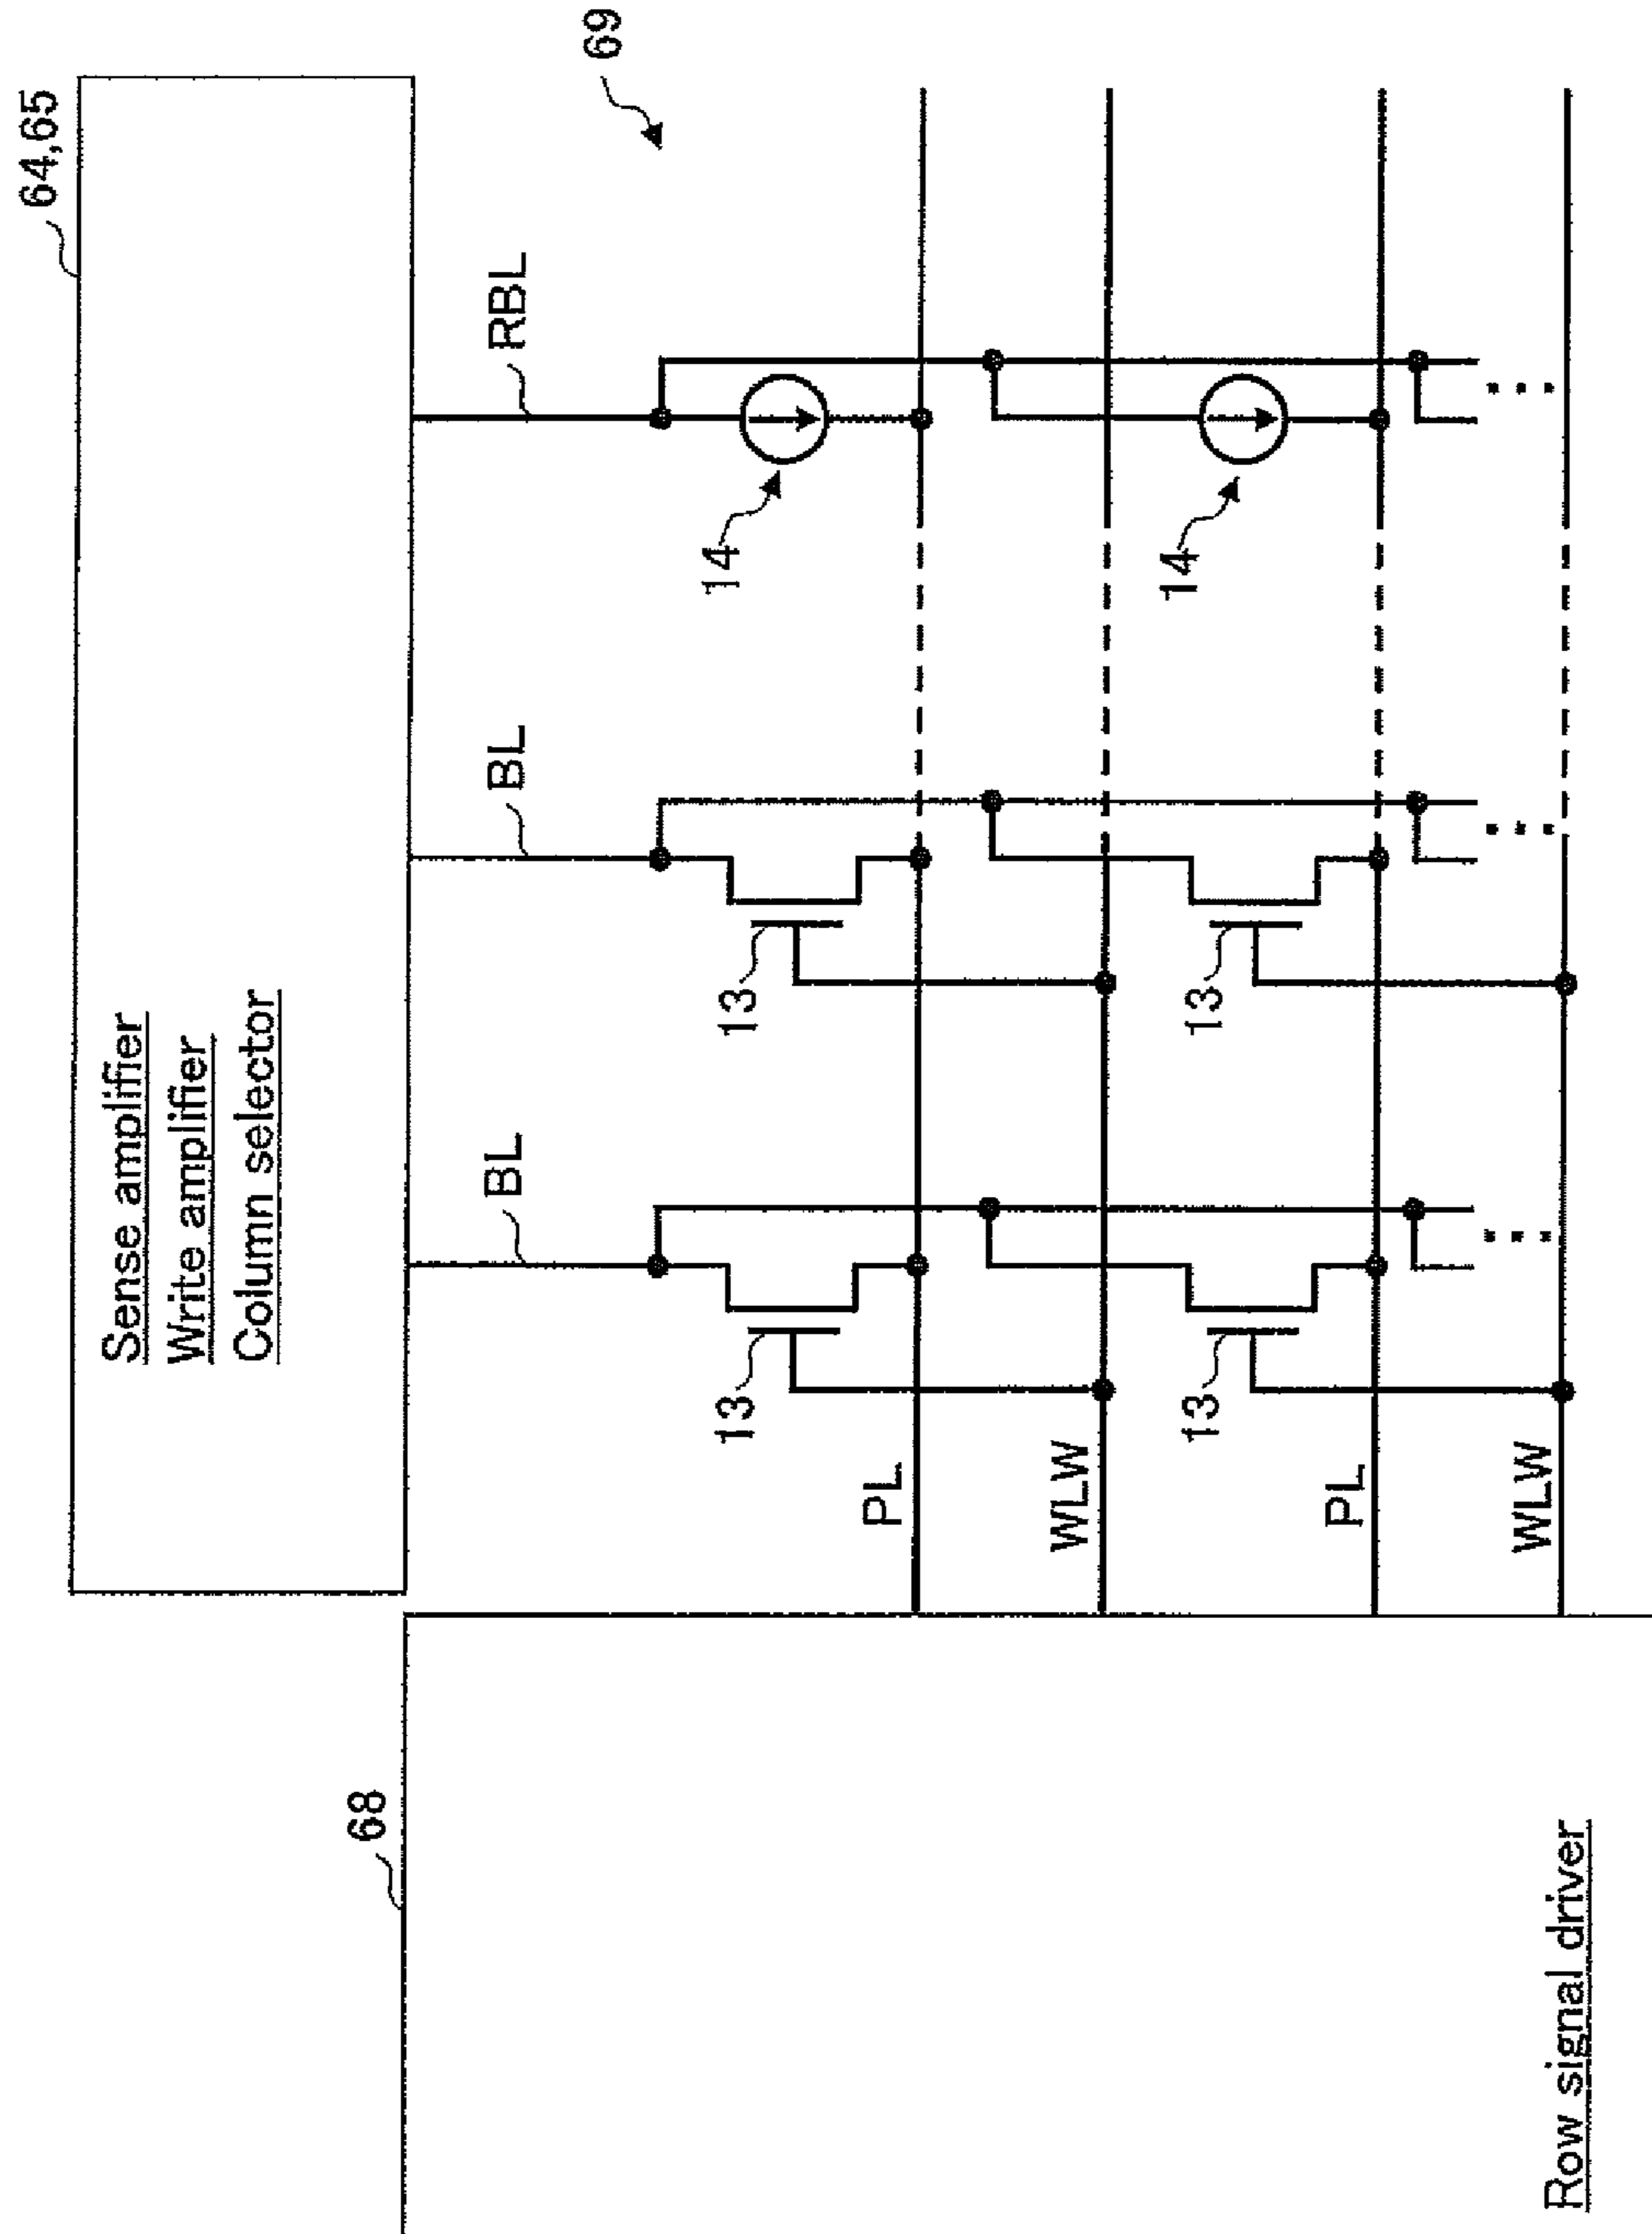 64,65
Sense amplifier
Write amplifier
Column selector
68
BL
BL
RBL
69
13
13
14
PL
WLW
13
13
14
PL
WLW
Row signal driver